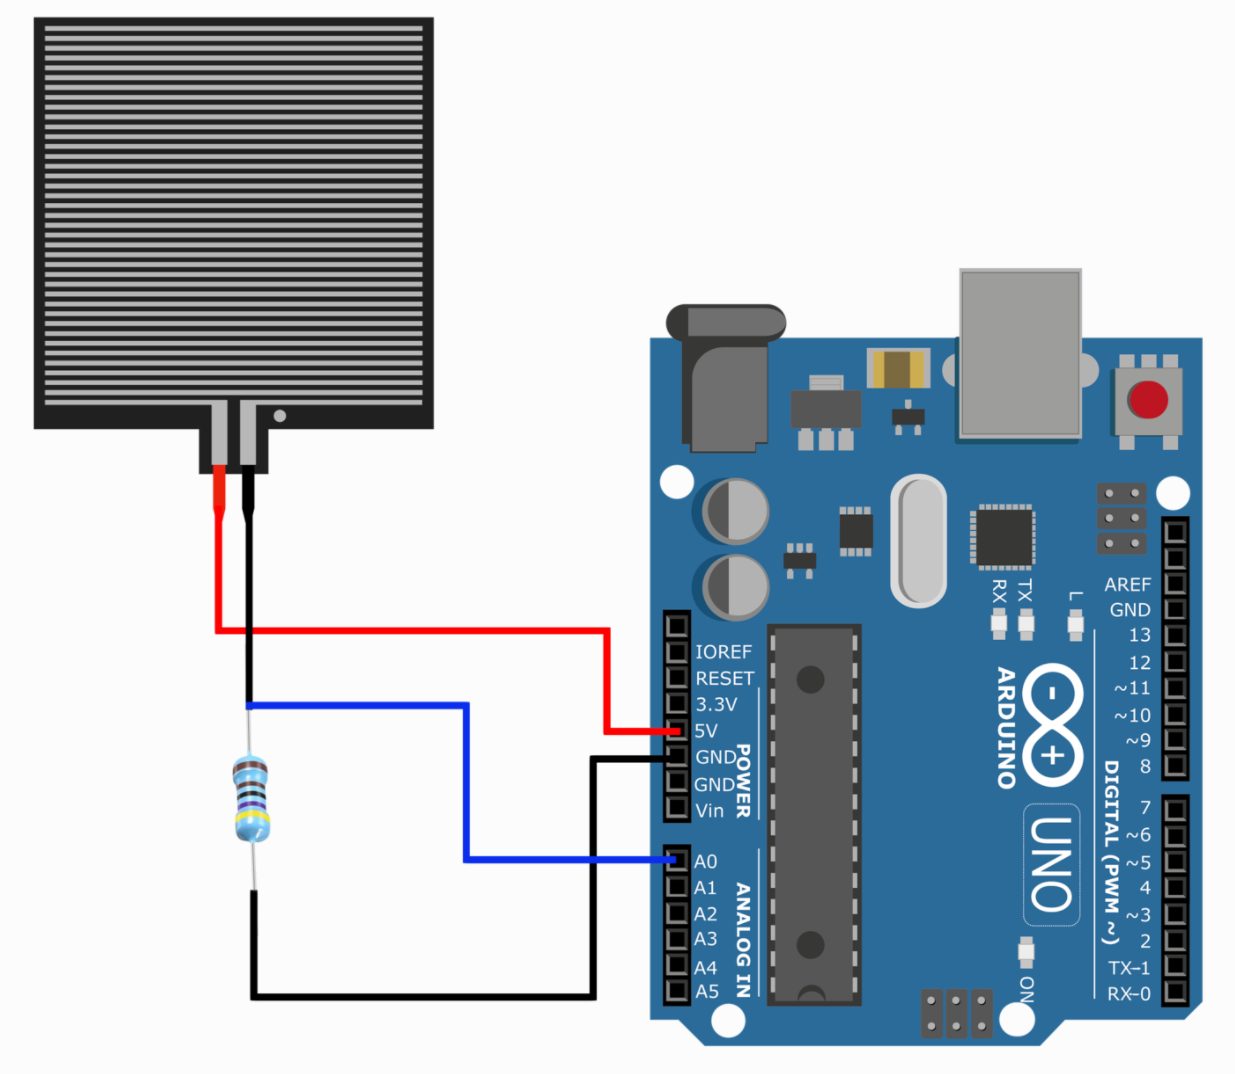 IOREF
RESET
3.3V
5V
GND
GND
Vin
POWER
A0
A1
A2
A3
A4
A5
ANALOG IN
RX
TX
L
ARDUINO
- +
UNO
ON
AREF
GND
13
12
~11
~10
~9
8
7
~6
~5
4
~3
2
TX-1
RX-0
DIGITAL (PWM ~)